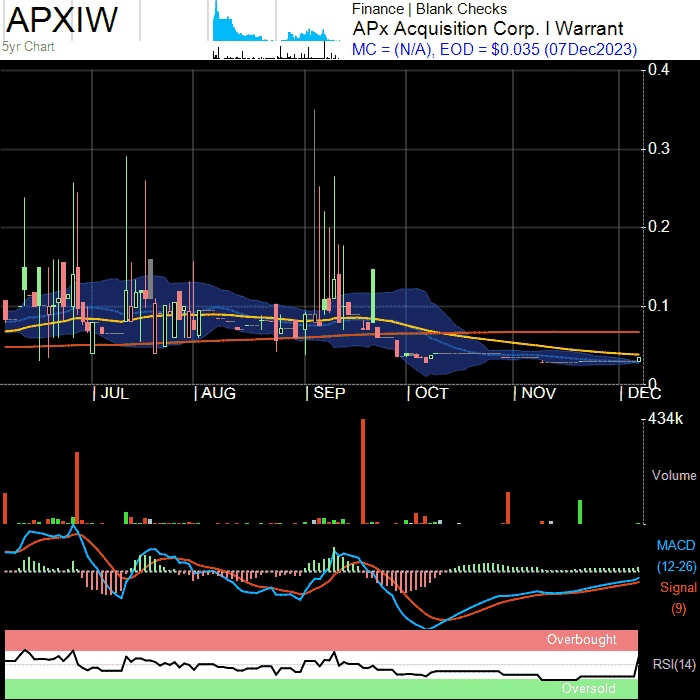 APXIW
5yr Chart
Finance | Blank Checks
APx Acquisition Corp. I Warrant
MC = (N/A), EOD = $0.035 (07Dec2023)
0.4
0.3
0.2
0.1
0
| JUL | AUG | SEP | OCT | NOV | DEC
434k
Volume
MACD
(12-26)
Signal
(9)
Overbought
RSI(14)
Oversold